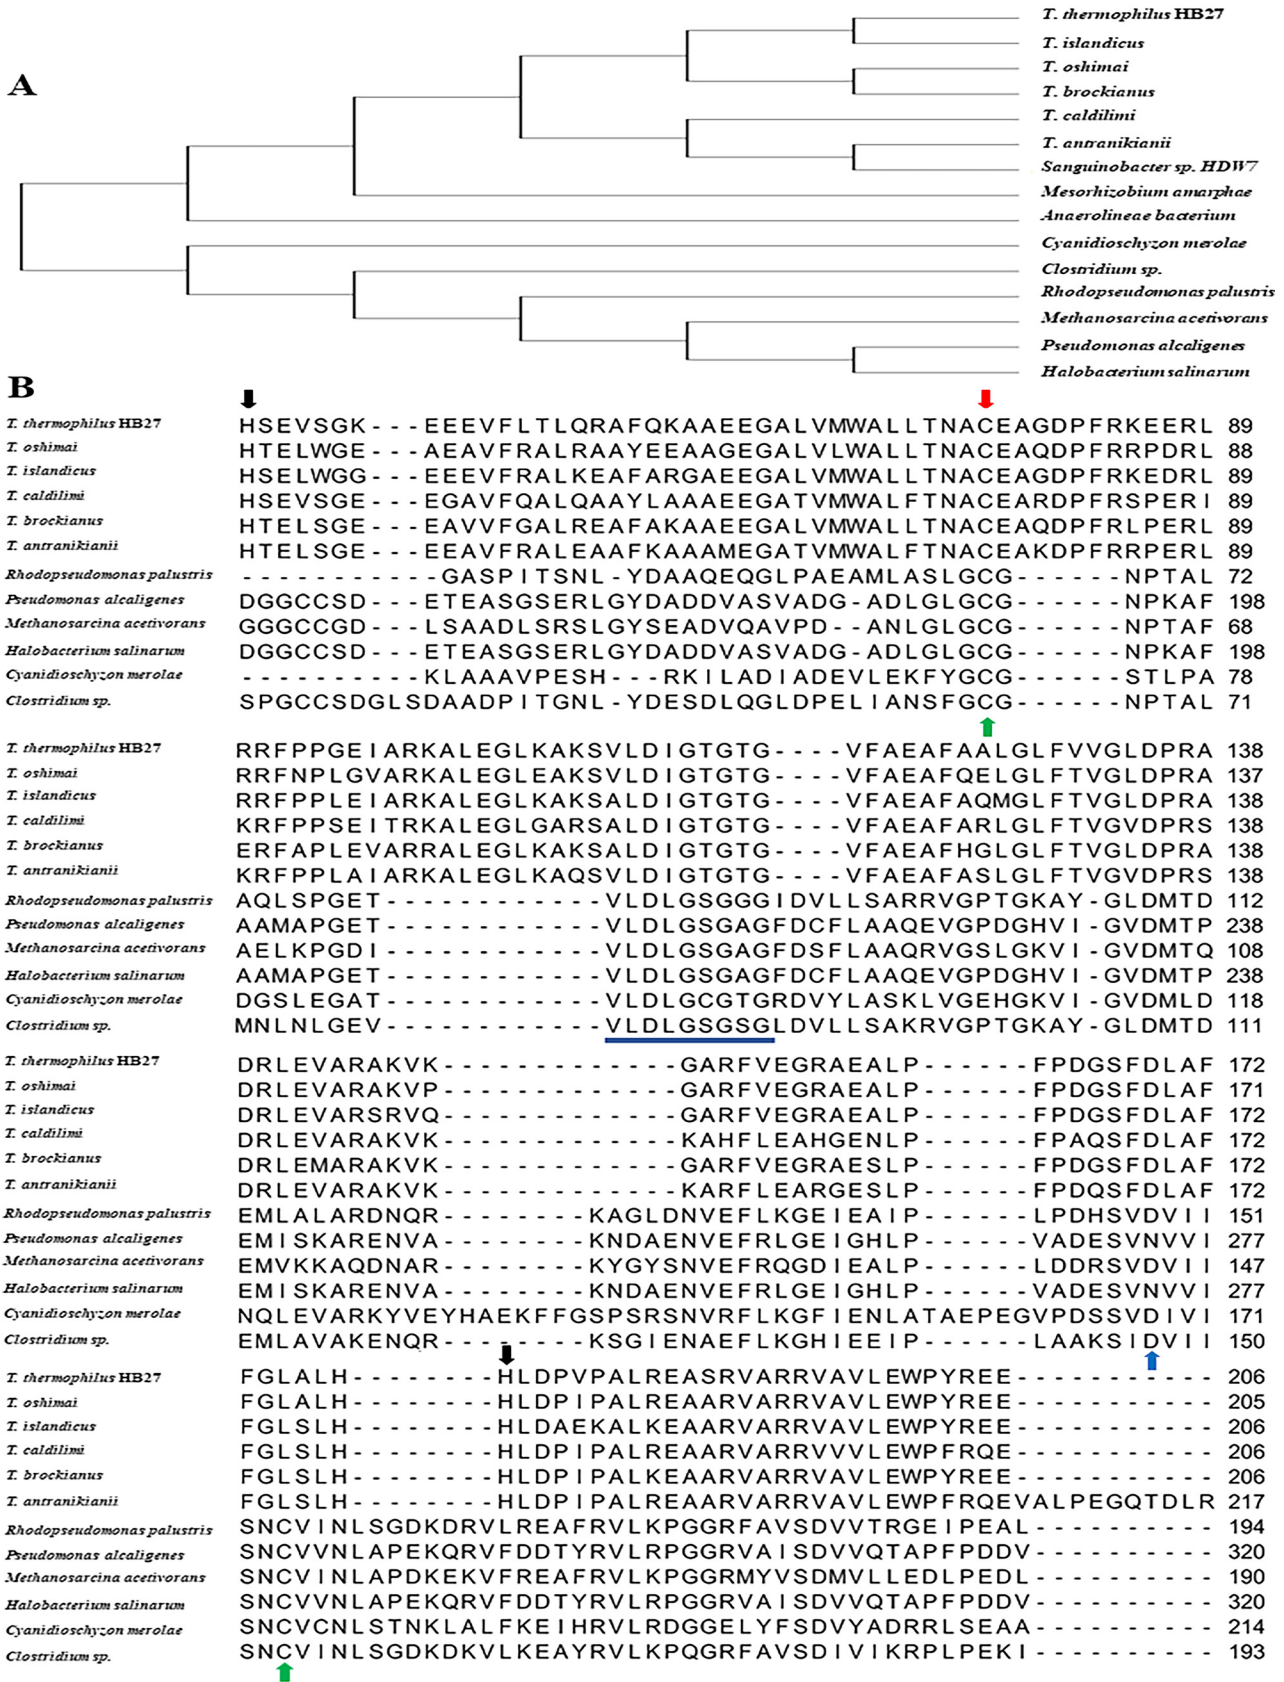 A
T. thermophilus HB27
T. islandicus
T. oshimai
T. brockianus
T. caldilimi
T. antranikianii
Sanguinobacter sp. HDW7
Mesorhizobium amarphae
Anaerolineae bacterium
Cyanidioschyzon merolae
Clostridium sp.
Rhodopseudomonas palustris
Methanosarcina acetivorans
Pseudomonas alcaligenes
Halobacterium salinarum
B
T. thermophilus HB27 HSEVSGK---EEEVFLTLQRAFQKAAEEGALVMWALLTNACEAGDPFRKEERL 89
T. oshimai HTELWGE---AEAVFRALRAAYEEAAGEGALVLWALLTNACEAQDPFRRPDRL 88
T. islandicus HSELWGG---EEEVFRALKEAFARGAEEGALVMWALLTNACEAGDPFRKEDRL 89
T. caldilimi HSEVSGE---EGAVFQALQAAYLAAAEEGATVMWALFTNACEARDPFRSPERI 89
T. brockianus HTELSGE---EAVVFGALREAFAKAAEEGALVMWALLTNACEAQDPFRLPERL 89
T. antranikianii HTELSGE---EEAVFRALEAAFKAAAMEGATVMWALFTNACEAKDPFRRPERL 89
Rhodopseudomonas palustris -----------GASPITSNL-YDAAQEQGLPAEAMLASLGCG------NPTAL 72
Pseudomonas alcaligenes DGGCCSD---ETEASGSERLGYDADDVASVADG-ADLGLGCG------NPKAF 198
Methanosarcina acetivorans GGGCCGD---LSAADLSRSLGYSEADVQAVPD--ANLGLGCG------NPTAF 68
Halobacterium salinarum DGGCCSD---ETEASGSERLGYDADDVASVADG-ADLGLGCG------NPKAF 198
Cyanidioschyzon merolae ----------KLAAAVPESH---RKILADIADEVLEKFYGCG------STLPA 78
Clostridium sp. SPGCCSDGLSDAADPITGNL-YDESDLQGLDPELIANSFGCG------NPTAL 71
T. thermophilus HB27 RRFPPGEIARKALEGLKAKSVLDIGTGTG----VFAEAFAALGLFVVGLDPRA 138
T. oshimai RRFNPLGVARKALEGLKAKSVLDIGTGTG----VFAEAFAQELGLFTVGLDPRA 137
T. islandicus RRFPPLEIARKALEGLKAKSALDIGTGTG----VFAEAFAQMGLFTVGLDPRA 138
T. caldilimi KRFPPSEITRKALEGLGARSALDIGTGTG----VFAEAFARLGLFTVGVDPRS 138
T. brockianus ERFAPLEVARRALEGLKAKSALDIGTGTG----VFAEAFHGLGLFTVGLDPRA 138
T. antranikianii KRFPPLAIARKALEGLKAQSVLDIGTGTG----VFAEAFASLGLFTVGLDPRS 138
Rhodopseudomonas palustris AQLSPGET------------VLDLGSGGGIDVLLSARRVGPTGKAY-GLDMTD 112
Pseudomonas alcaligenes AAMAPGET------------VLDLGSGAGFDCFLAAQEVGPDGHVI-GVDMTP 238
Methanosarcina acetivorans AELKPGDI------------VLDLGSGAGFDSFLAAQRVGSLGKVI-GVDMTQ 108
Halobacterium salinarum AAMAPGET------------VLDLGSGAGFDCFLAAQEVGPDGHVI-GVDMTP 238
Cyanidioschyzon merolae DGSLEGAT------------VLDLGCGTGRDVYLASKLVGEHGKVI-GVDMLD 118
Clostridium sp. MNLNLGEV------------VLDLGSGSGLDVLLSAKRVGPTGKAY-GLDMTD 111
T. thermophilus HB27 DRLEVARAKVK-------------GARFVEGRAEALP------FPDGSFDLAF 172
T. oshimai DRLEVARAKVP-------------GARFVEGRAEALP------FPDGSFDLAF 171
T. islandicus DRLEVARSRVQ-------------GARFVEGRAEALP------FPDGSFDLAF 172
T. caldilimi DRLEVARAKVK-------------KAHFLEAHGENLP------FPAQSFDLAF 172
T. brockianus DRLEMARAKVK-------------GARFVEGRAESLP------FPDGSFDLAF 172
T. antranikianii DRLEVARAKVK-------------KARFLEARGESLP------FPDQSFDLAF 172
Rhodopseudomonas palustris EMLALARDNQR--------KAGLDNVEFLKGEIEAIP------LPDHSVDVII 151
Pseudomonas alcaligenes EMISKARENVA--------KNDAENVEFRLGEIGHLP------VADESVNVVI 277
Methanosarcina acetivorans EMVKKAQDNAR--------KYGYSNVEFRQGDIEALP------LDDRSVDVII 147
Halobacterium salinarum EMISKARENVA--------KNDAENVEFRLGEIGHLP------VADESVNVVI 277
Cyanidioschyzon merolae NQLEVARKYVEYHAEKFFGSPSRSNVRFLKGFIENLATAEPEGVPDSSVDIVI 171
Clostridium sp. EMLAVAKENQR--------KSGIENAEFLKGHIEEIP------LAAKSIDVII 150
T. thermophilus HB27 FGLALH--------HLDPVPALREASRVARRVAVLEWPYREE----------- 206
T. oshimai FGLALH--------HLDPIPALREAARVARRVAVLEWPYREE----------- 205
T. islandicus FGLSLH--------HLDAEKALKEAARVARRVAVLEWPYREE----------- 206
T. caldilimi FGLSLH--------HLDPIPALREAARVARRVVVLEWPFRQE----------- 206
T. brockianus FGLSLH--------HLDPIPALKEAARVARRVAVLEWPYREE----------- 206
T. antranikianii FGLSLH--------HLDPIPALREAARVARRVAVLEWPFRQEVALPEGQTDLR 217
Rhodopseudomonas palustris SNCVINLSGDKDRVLREAFRVLKPGGRFAVSDVVTRGEIPEAL---------- 194
Pseudomonas alcaligenes SNCVVNLAPEKQRVFDDTYRVLRPGGRVAISDVVQTAPFPDDV---------- 320
Methanosarcina acetivorans SNCVINLAPDKEKVFREAFRVLKPGGRMYVSDMVLLEDLPEDL---------- 190
Halobacterium salinarum SNCVVNLAPEKQRVFDDTYRVLRPGGRVAISDVVQTAPFPDDV---------- 320
Cyanidioschyzon merolae SNCVCNLSTNKLALFKEIHRVLRDGGELYFSDVYADRRLSEAA---------- 214
Clostridium sp. SNCVINLSGDKDKVLKEAYRVLKPQGRFAVSDIVIKRPLPEKI---------- 193